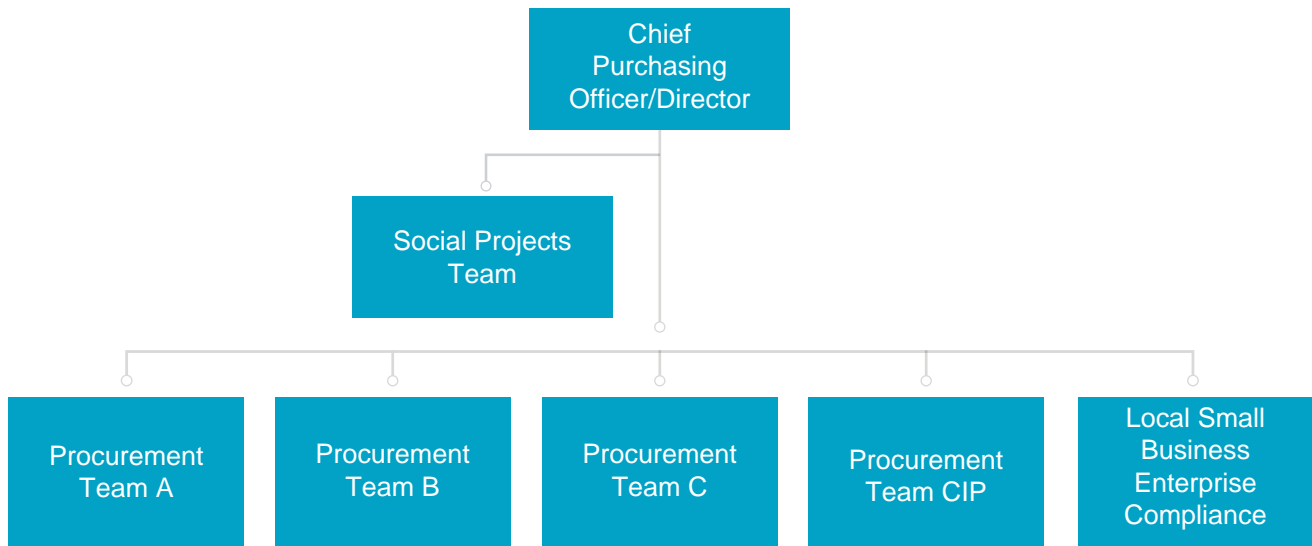 Chief
Purchasing
Officer/Director
Social Projects
Team
Procurement
Team A
Procurement
Team B
Procurement
Team C
Procurement
Team CIP
Local Small
Business
Enterprise
Compliance